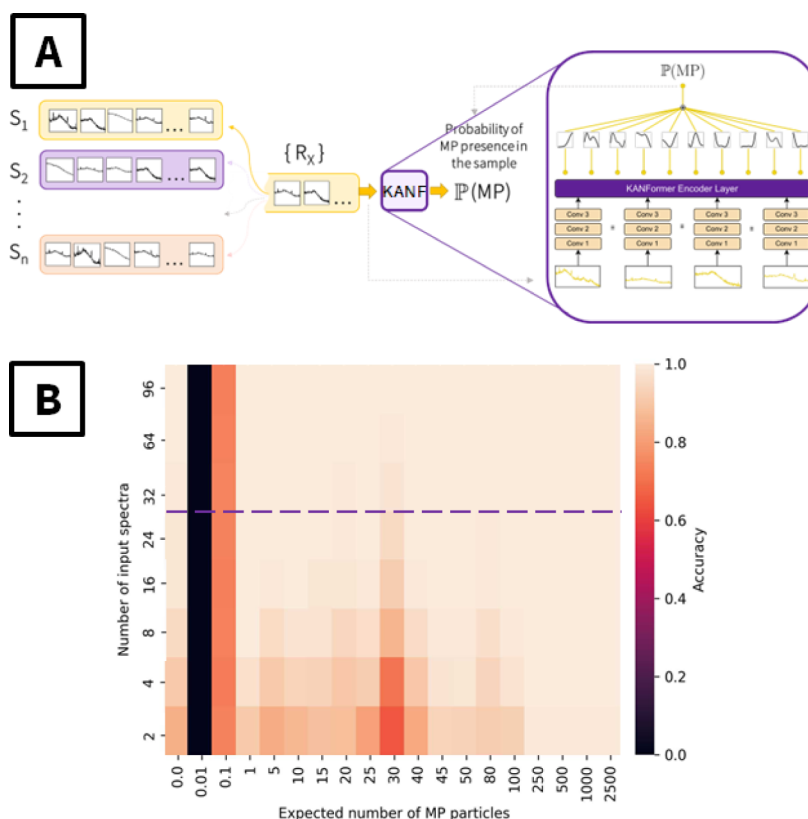 A
S1
S2
Sn
...
...
...
{RX}
...
KANF
ℙ(MP)
Probability of
MP presence in
the sample
ℙ(MP)
KANFormer Encoder Layer
Conv 3 Conv 3 Conv 3 Conv 3
Conv 2 Conv 2 Conv 2 Conv 2
Conv 1 Conv 1 Conv 1 Conv 1
B
Number of input spectra
96
64
32
24
16
8
4
2
0.0 0.01 0.1 1 5 10 15 20 25 30 40 45 50 80 100 250 500 1000 2500
Expected number of MP particles
1.0
0.8
0.6
0.4
0.2
0.0
Accuracy